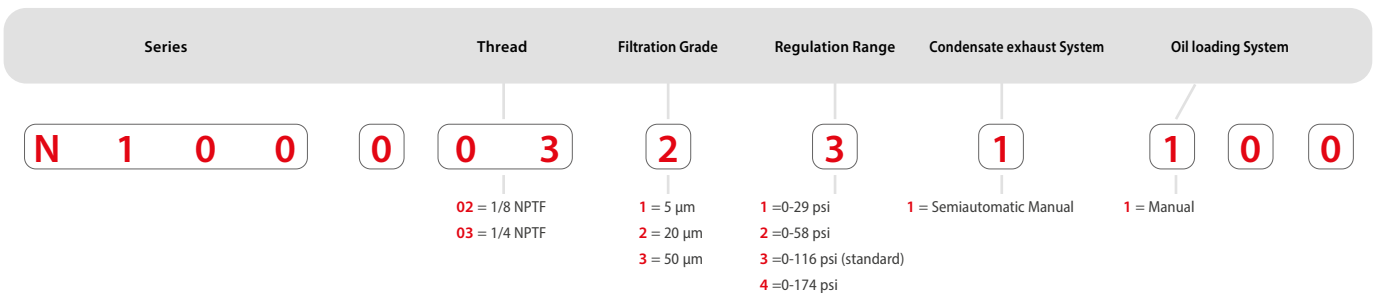 Series Thread Filtration Grade Regulation Range Condensate exhaust System Oil loading System
N 1 0 0 0 0 3 2 3 1 1 0 0
02 = 1/8 NPTF 1 = 5 µm 1 =0-29 psi 1 = Semiautomatic Manual 1 = Manual
03 = 1/4 NPTF 2 = 20 µm 2 =0-58 psi
3 = 50 µm 3 =0-116 psi (standard)
4 =0-174 psi